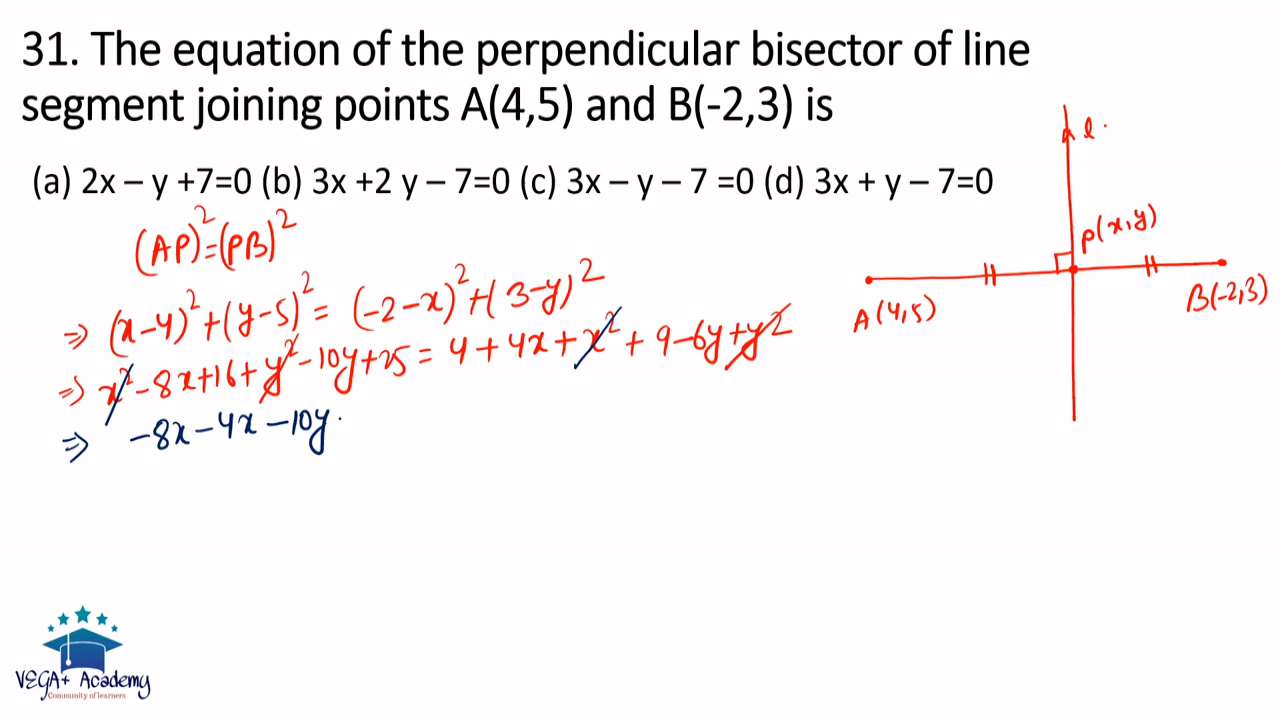 31. The equation of the perpendicular bisector of line
segment joining points A(4,5) and B(-2,3) is
(a) 2x – y +7=0 (b) 3x +2 y – 7=0 (c) 3x – y – 7 =0 (d) 3x + y – 7=0
(AP)²=(PB)²
⇒ (x-4)²+(y-5)² = (-2-x)²+(3-y)²
⇒ x²-8x+16+y²-10y+25 = 4+4x+x²+9-6y+y²
⇒ -8x-4x-10y
l.
P(x,y)
A(4,5)
B(-2,3)
VEGA+ Academy
Community of learners